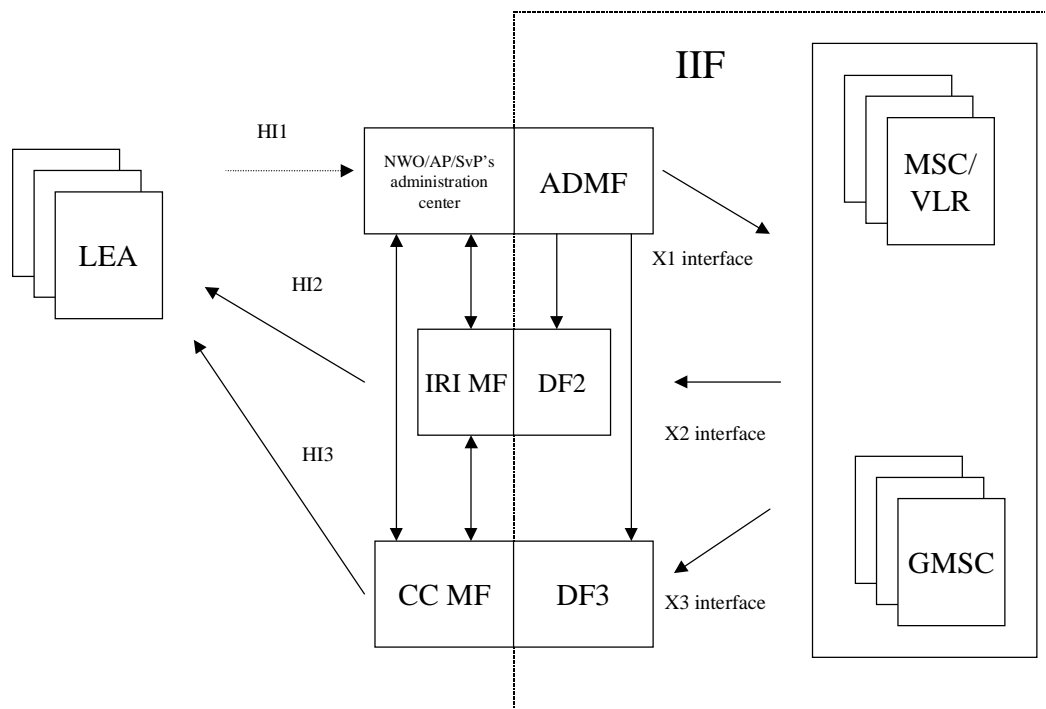 IIF
HI1
NWO/AP/SvP's
administration
center
ADMF
MSC/
VLR
LEA
X1 interface
HI2
IRI MF
DF2
X2 interface
HI3
GMSC
CC MF
DF3
X3 interface